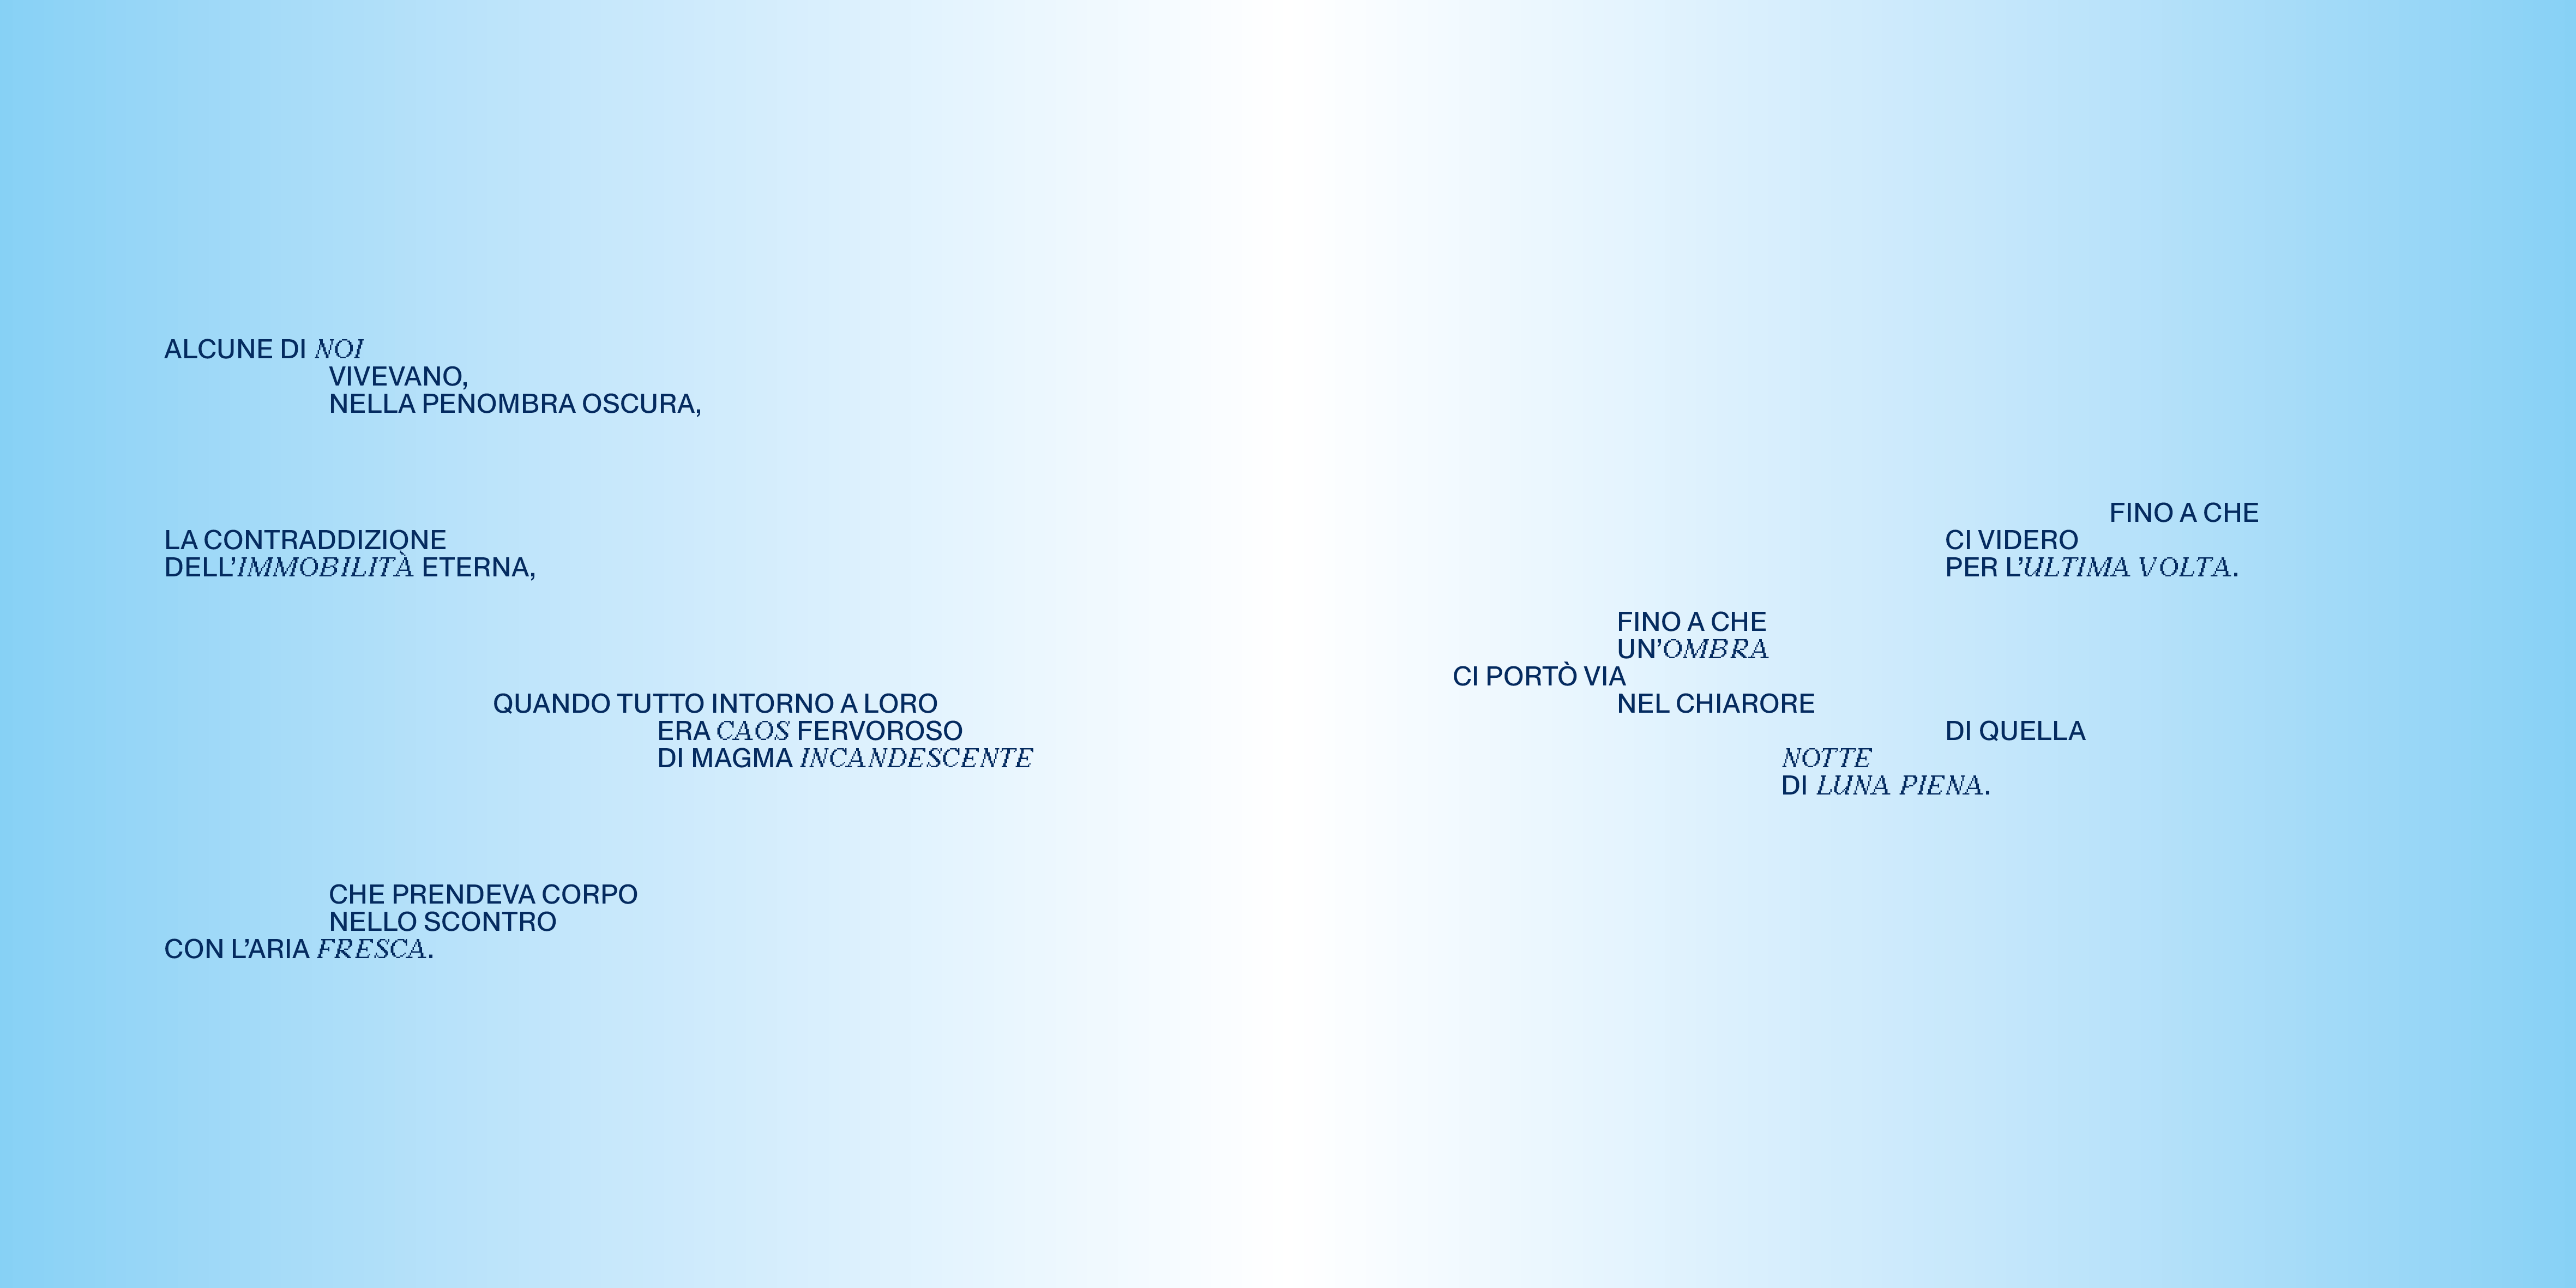 ALCUNE DI NOI
VIVEVANO,
NELLA PENOMBRA OSCURA,
LA CONTRADDIZIONE
DELL’IMMOBILITÀ ETERNA,
QUANDO TUTTO INTORNO A LORO
ERA CAOS FERVOROSO
DI MAGMA INCANDESCENTE
CHE PRENDEVA CORPO
NELLO SCONTRO
CON L’ARIA FRESCA.
FINO A CHE
CI VIDERO
PER L’ULTIMA VOLTA.
FINO A CHE
UN’OMBRA
CI PORTÒ VIA
NEL CHIARORE
DI QUELLA
NOTTE
DI LUNA PIENA.